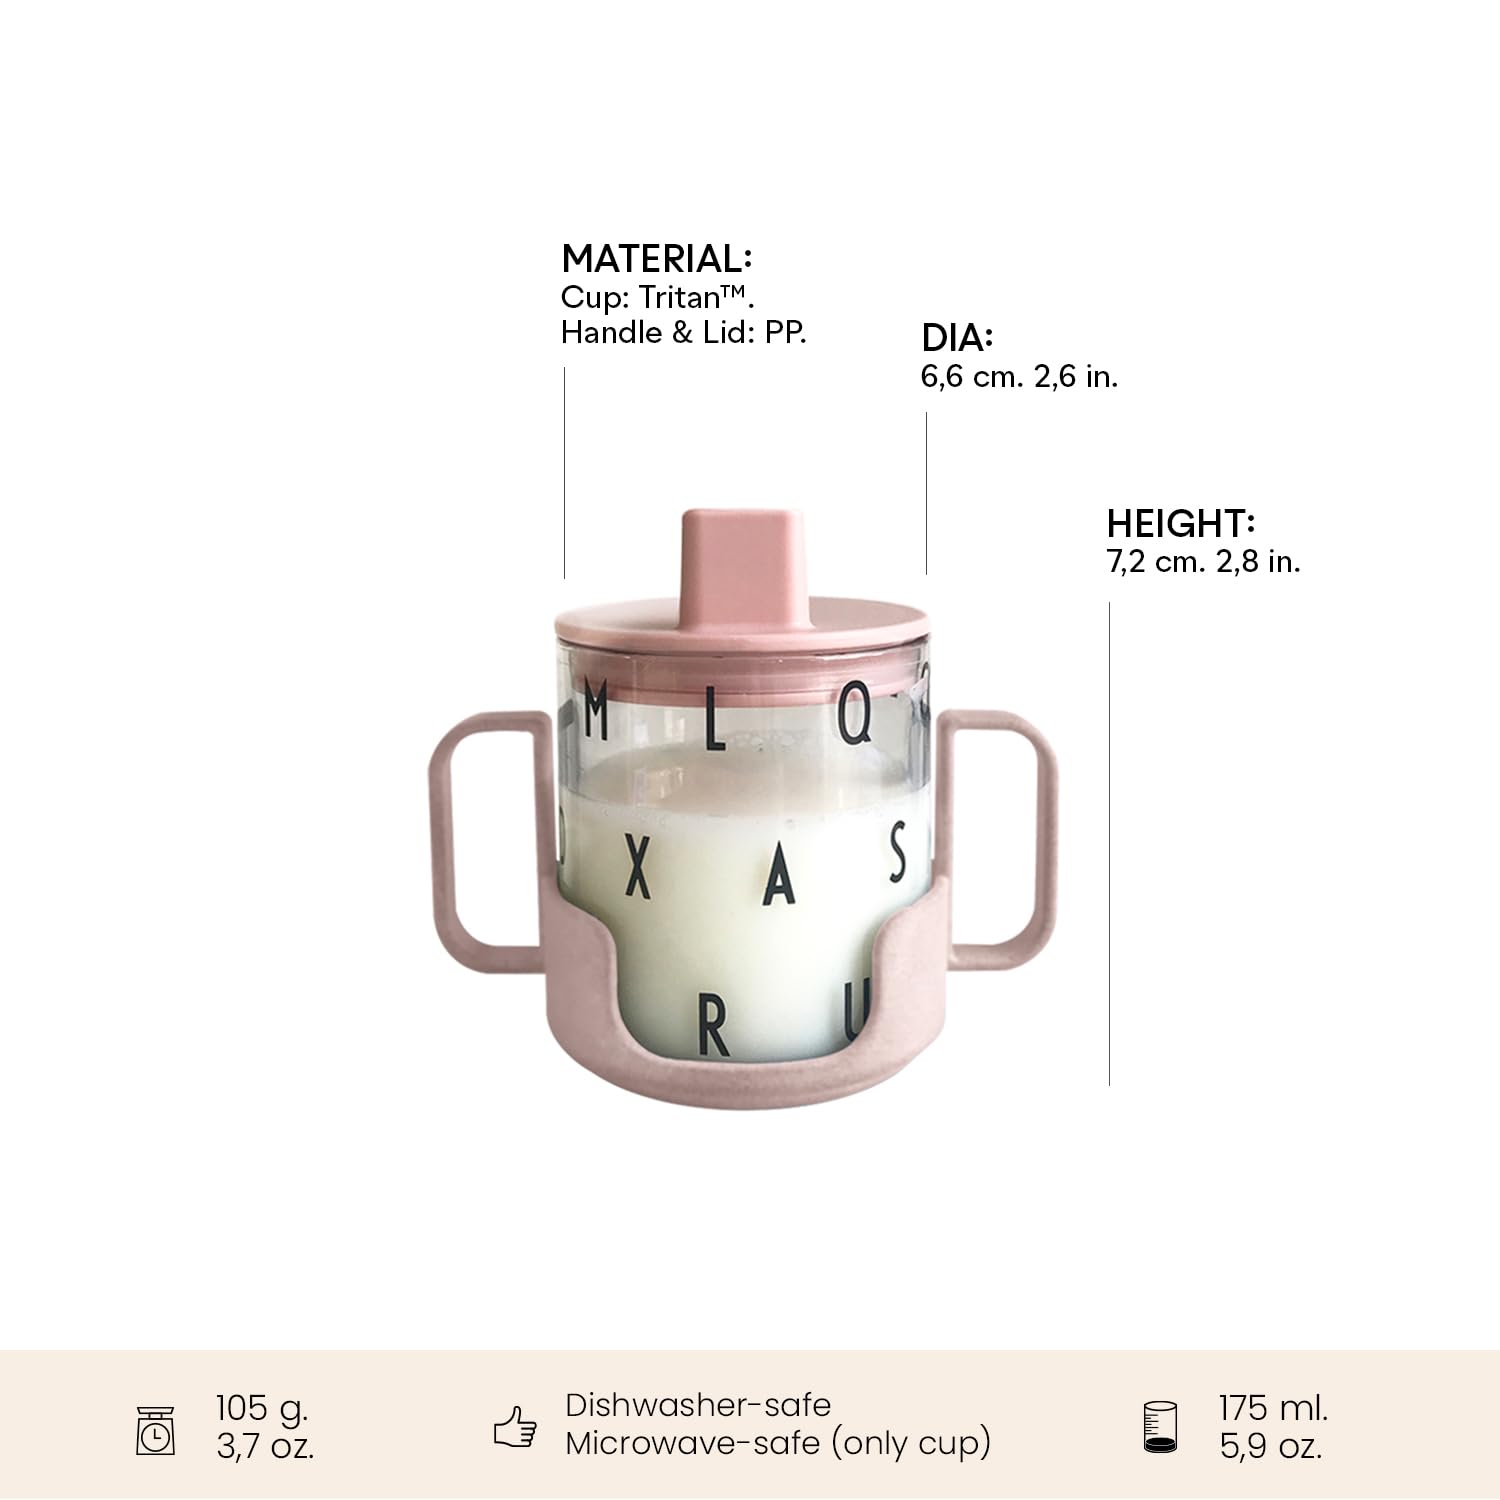 MATERIAL:
Cup: Tritan™.
Handle & Lid: PP.
DIA:
6,6 cm. 2,6 in.
HEIGHT:
7,2 cm. 2,8 in.
M L Q
X A S
R U
105 g.
3,7 oz.
Dishwasher-safe
Microwave-safe (only cup)
175 ml.
5,9 oz.